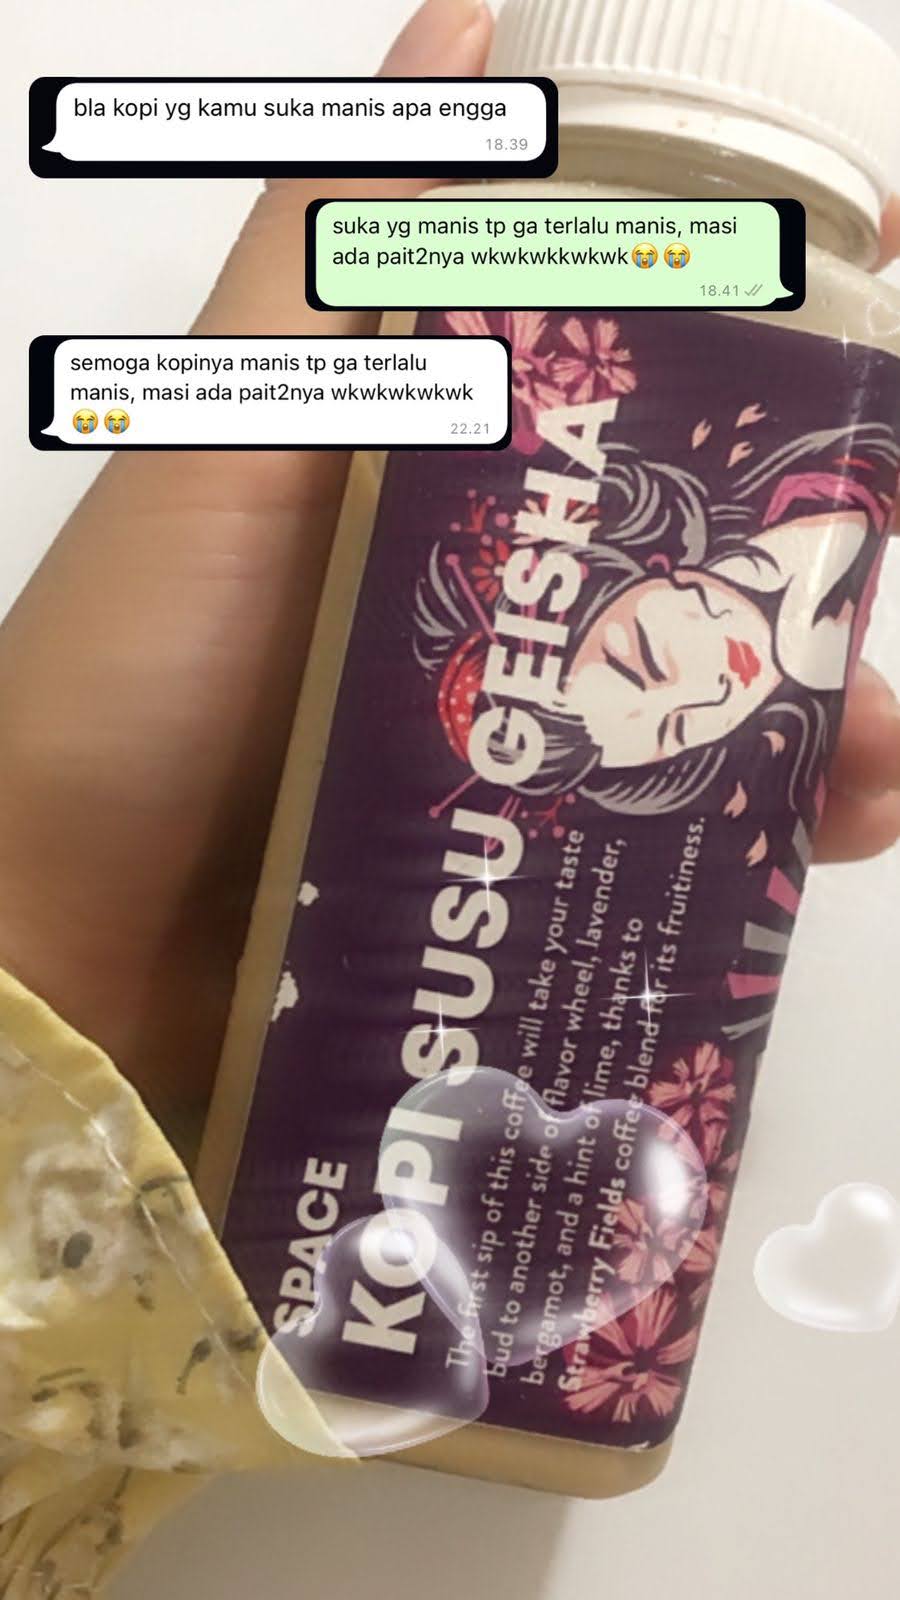 bla kopi yg kamu suka manis apa engga
18.39
suka yg manis tp ga terlalu manis, masi
ada pait2nya wkwkwkkwkwk😭😭
18.41
semoga kopinya manis tp ga terlalu
manis, masi ada pait2nya wkwkwkwkwk
😭😭
22.21
SPACE
KOPI SUSU GEISHA
The first sip of this coffee will take your taste
bud to another side of flavor wheel, lavender,
bergamot, and a hint of lime, thanks to
Strawberry Fields coffee blend for its fruitiness.